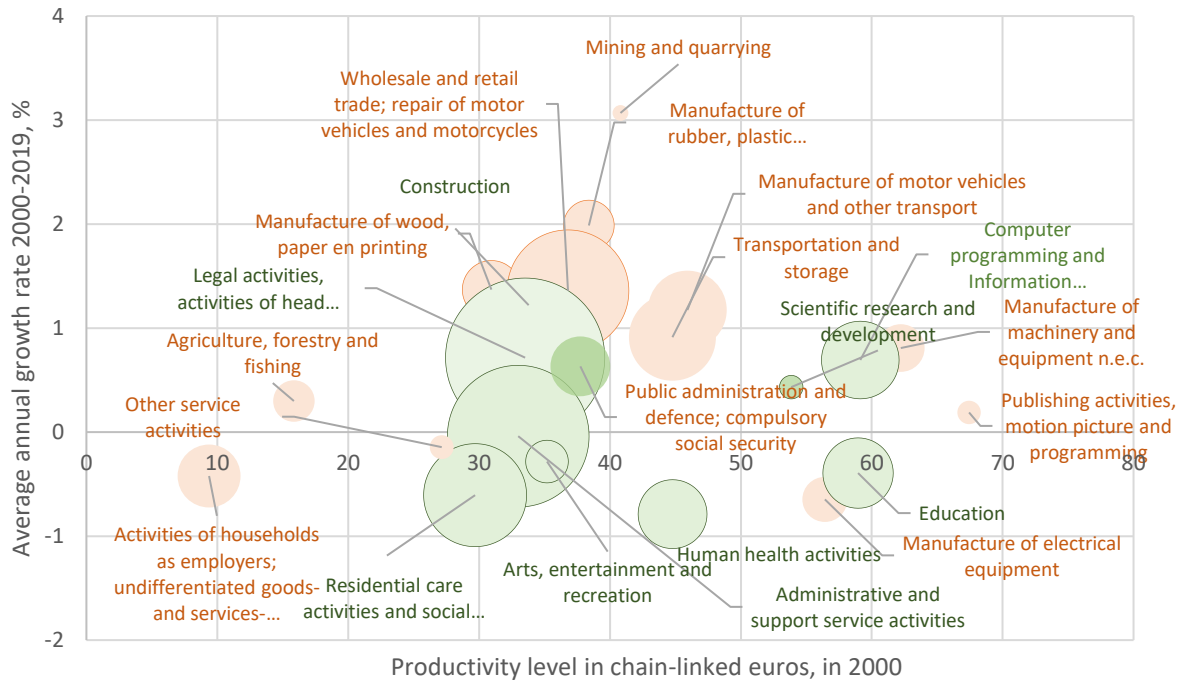 Average annual growth rate 2000-2019, %
4
3
2
1
0
-1
-2
0
10
20
30
40
50
60
70
80
Productivity level in chain-linked euros, in 2000
Mining and quarrying
Wholesale and retail
trade; repair of motor
vehicles and motorcycles
Manufacture of
rubber, plastic…
Construction
Manufacture of motor vehicles
and other transport
Manufacture of wood,
paper en printing
Transportation and
storage
Computer
programming and
Information…
Legal activities,
activities of head…
Scientific research and
development
Manufacture of
machinery and
equipment n.e.c.
Agriculture, forestry and
fishing
Other service
activities
Public administration and
defence; compulsory
social security
Publishing activities,
motion picture and
programming
Activities of households
as employers;
undifferentiated goods-
and services-…
Residential care
activities and social…
Arts, entertainment and
recreation
Human health activities
Education
Manufacture of electrical
equipment
Administrative and
support service activities